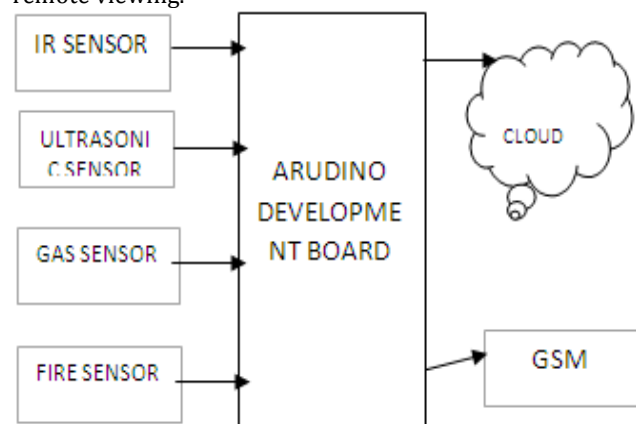 remote viewing.
IR SENSOR
ULTRASONI
C SENSOR
GAS SENSOR
FIRE SENSOR
ARUDINO
DEVELOPME
NT BOARD
CLOUD
GSM